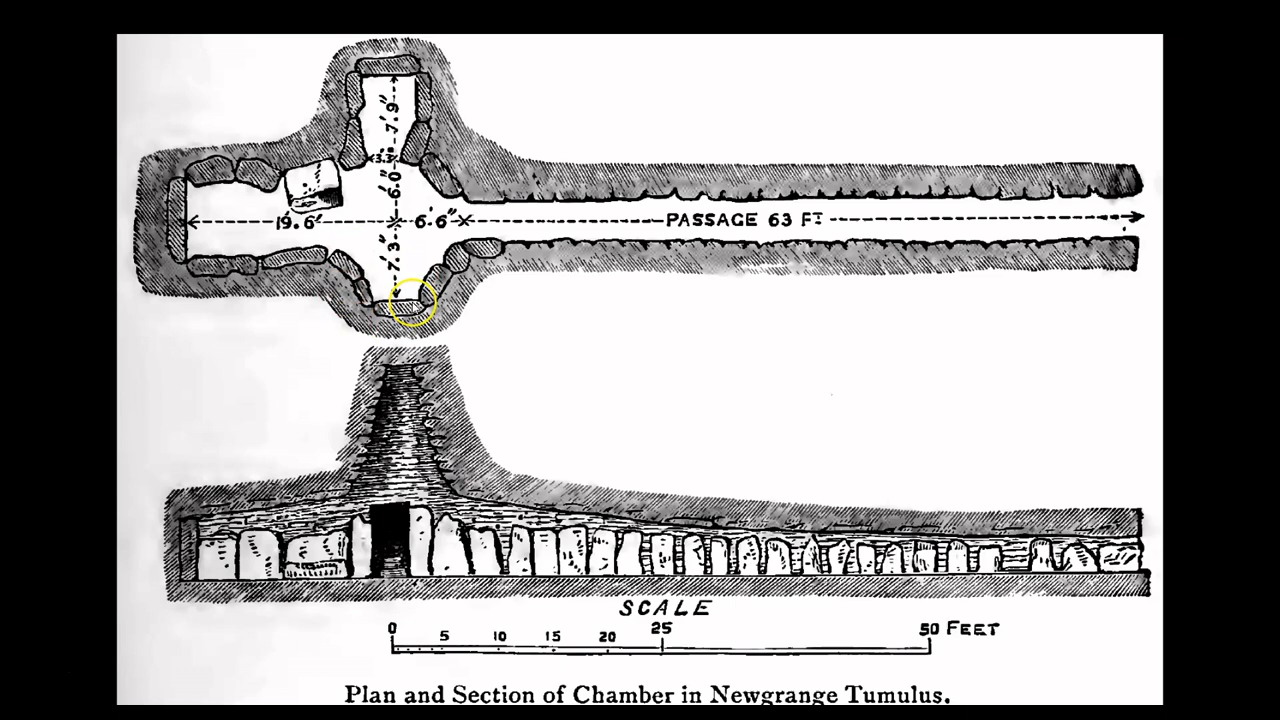 7.'9"
3.3"
6.0"
19.'6" 6.'6" PASSAGE 63 FT
7.'3"
SCALE
0 5 10 15 20 25 50 FEET
Plan and Section of Chamber in Newgrange Tumulus.